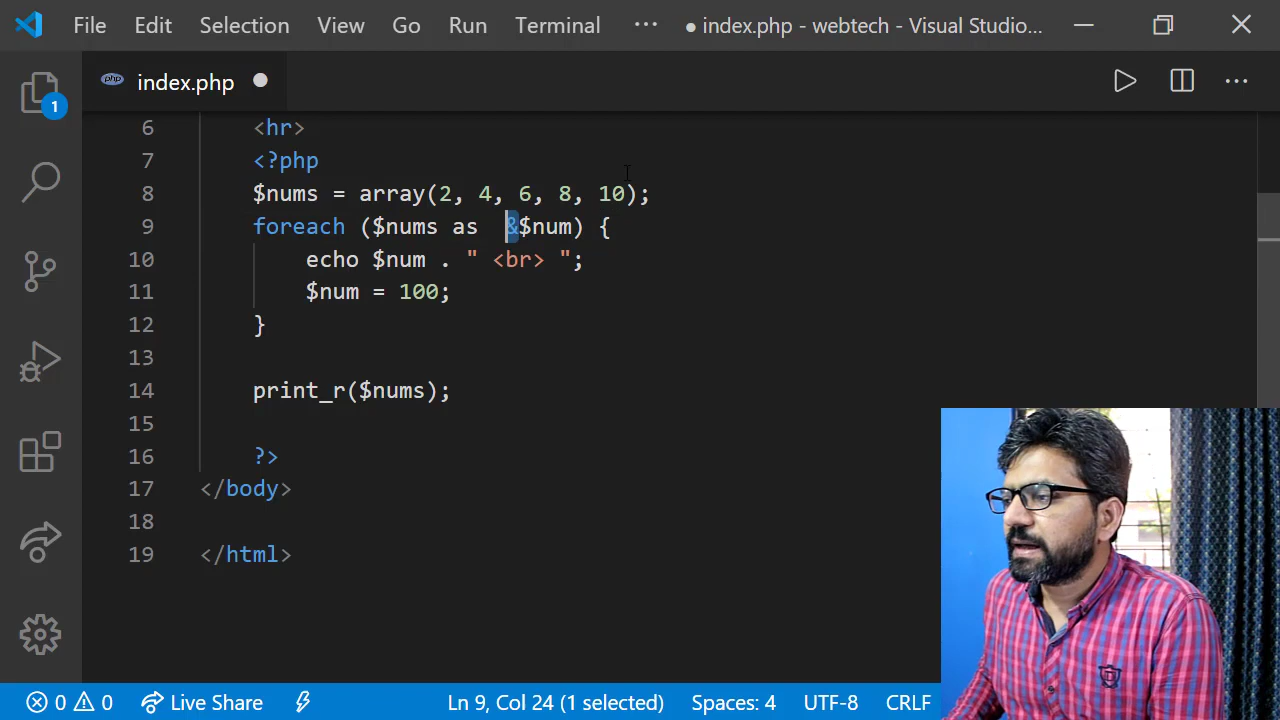 File Edit Selection View Go Run Terminal ··· ● index.php - webtech - Visual Studio...
php index.php ●
1
6 <hr>
7 <?php
8 $nums = array(2, 4, 6, 8, 10);
9 foreach ($nums as  &$num) {
10 echo $num . " <br> ";
11 $num = 100;
12 }
13
14 print_r($nums);
15
16 ?>
17 </body>
18
19 </html>
0 0 Live Share Ln 9, Col 24 (1 selected) Spaces: 4 UTF-8 CRLF